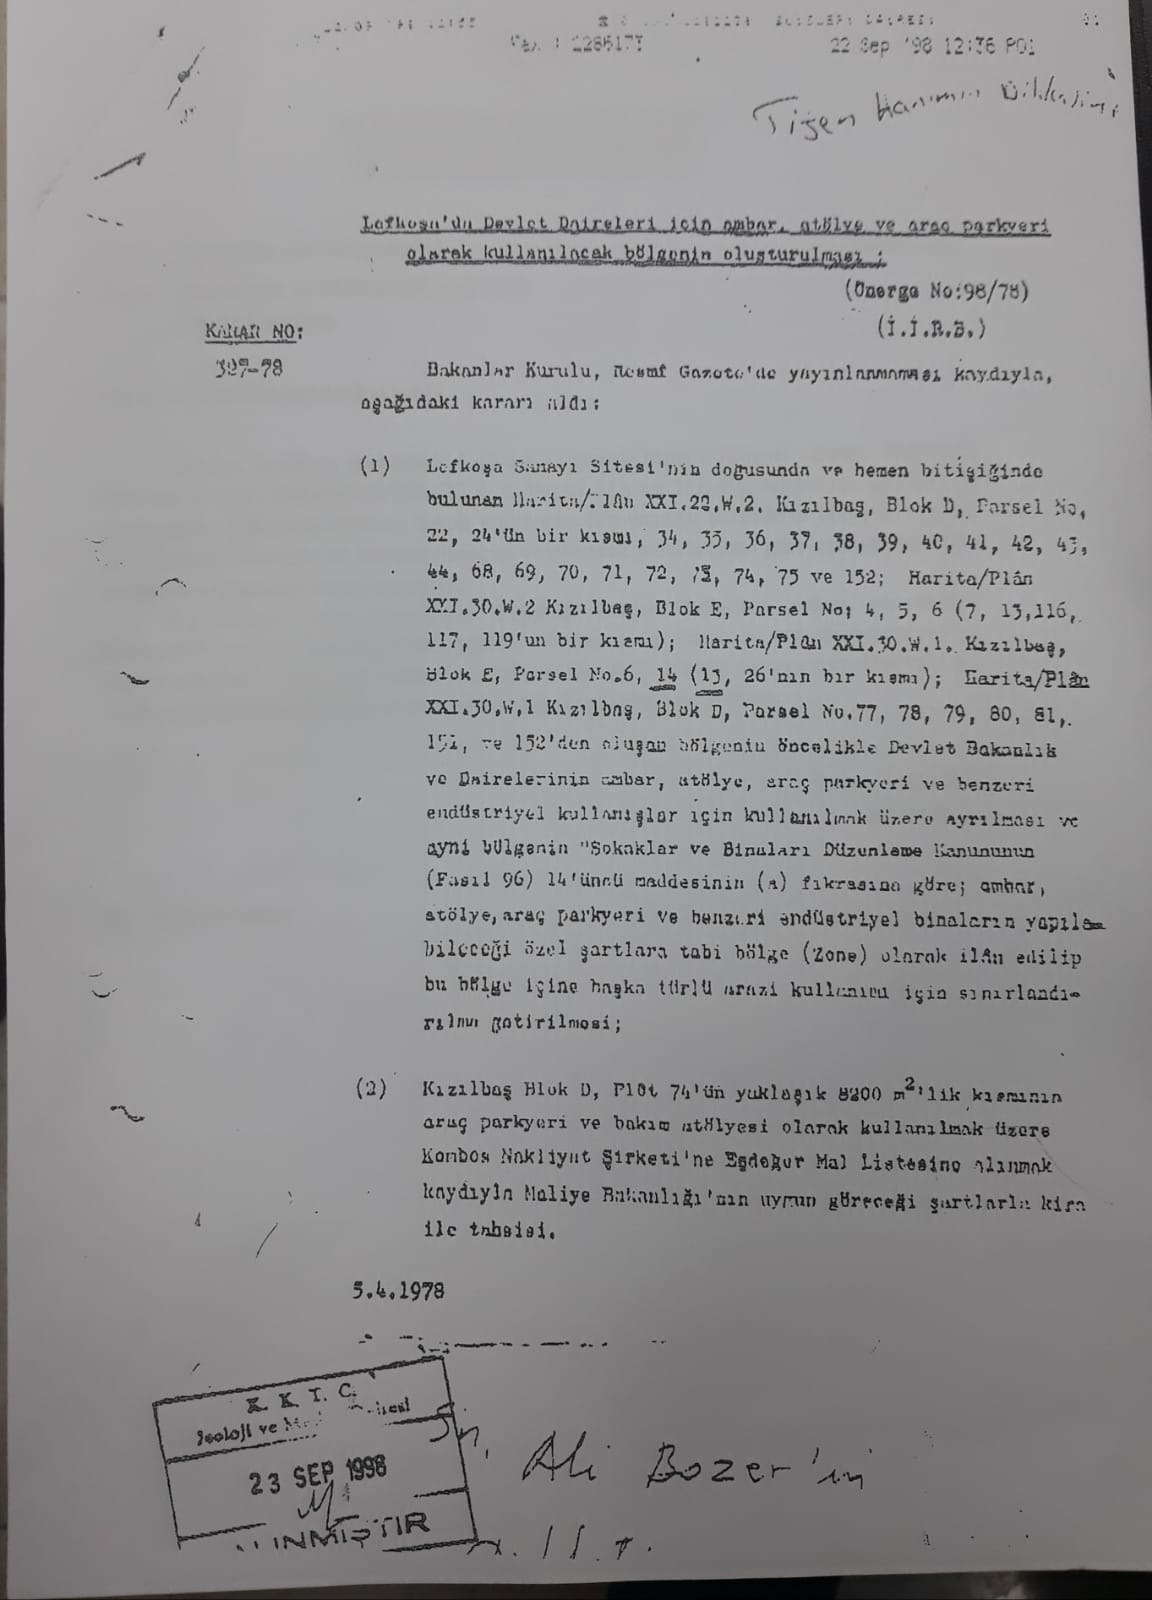 Fax : 2286173
22 Sep '98 12:36 P01
Tijen Hanımın Dikkatine
Lefkoşa'da Devlet Daireleri için ambar, atölye ve araç parkyeri
olarak kullanılacak bölgenin oluşturulması ;
(Önerge No:98/78)
(İ.İ.R.B.)
KARAR NO:
327-78
Bakanlar Kurulu, Resmî Gazete'de yayınlanmaması kaydıyla,
aşağıdaki kararı aldı:
(1) Lefkoşa Sanayi Sitesi'nin doğusunda ve hemen bitişiğinde
bulunan Harita/Plân XXI.22.W.2. Kızılbaş, Blok D, Parsel No,
22, 24'ün bir kısmı, 34, 35, 36, 37, 38, 39, 40, 41, 42, 43,
44, 68, 69, 70, 71, 72, 73, 74, 75 ve 152; Harita/Plân
XXI.30.W.2 Kızılbaş, Blok E, Parsel No; 4, 5, 6 (7, 13,116,
117, 119'un bir kısmı); Harita/Plân XXI.30.W.1. Kızılbaş,
Blok E, Parsel No.6, 14 (13, 26'nın bir kısmı); Harita/Plân
XXI.30.W.1 Kızılbaş, Blok D, Parsel No.77, 78, 79, 80, 81,
151, ve 152'den oluşan bölgenin öncelikle Devlet Bakanlık
ve Dairelerinin ambar, atölye, araç parkyeri ve benzeri
endüstriyel kullanışlar için kullanılmak üzere ayrılması ve
ayni bölgenin "Sokaklar ve Binaları Düzenleme Kanununun
(Fasıl 96) 14'üncü maddesinin (a) fıkrasına göre; ambar,
atölye, araç parkyeri ve benzeri endüstriyel binaların yapıla-
bileceği özel şartlara tabi bölge (Zone) olarak ilân edilip
bu bölge içine başka türlü arazi kullanımı için sınırlandı-
rılma getirilmesi;
(2) Kızılbaş Blok D, Plôt 74'ün yaklaşık 8200 m²'lik kısmının
araç parkyeri ve bakım atölyesi olarak kullanılmak üzere
Kombos Nakliyat Şirketi'ne Eşdeğer Mal Listesine alınmak
kaydıyla Maliye Bakanlığı'nın uygun göreceği şartlarla kira
ile tahsisi.
5.4.1978
K. K. T. C.
Jeoloji ve
23 SEP 1998
ALINMIŞTIR
Sn. Ali Bozer'in